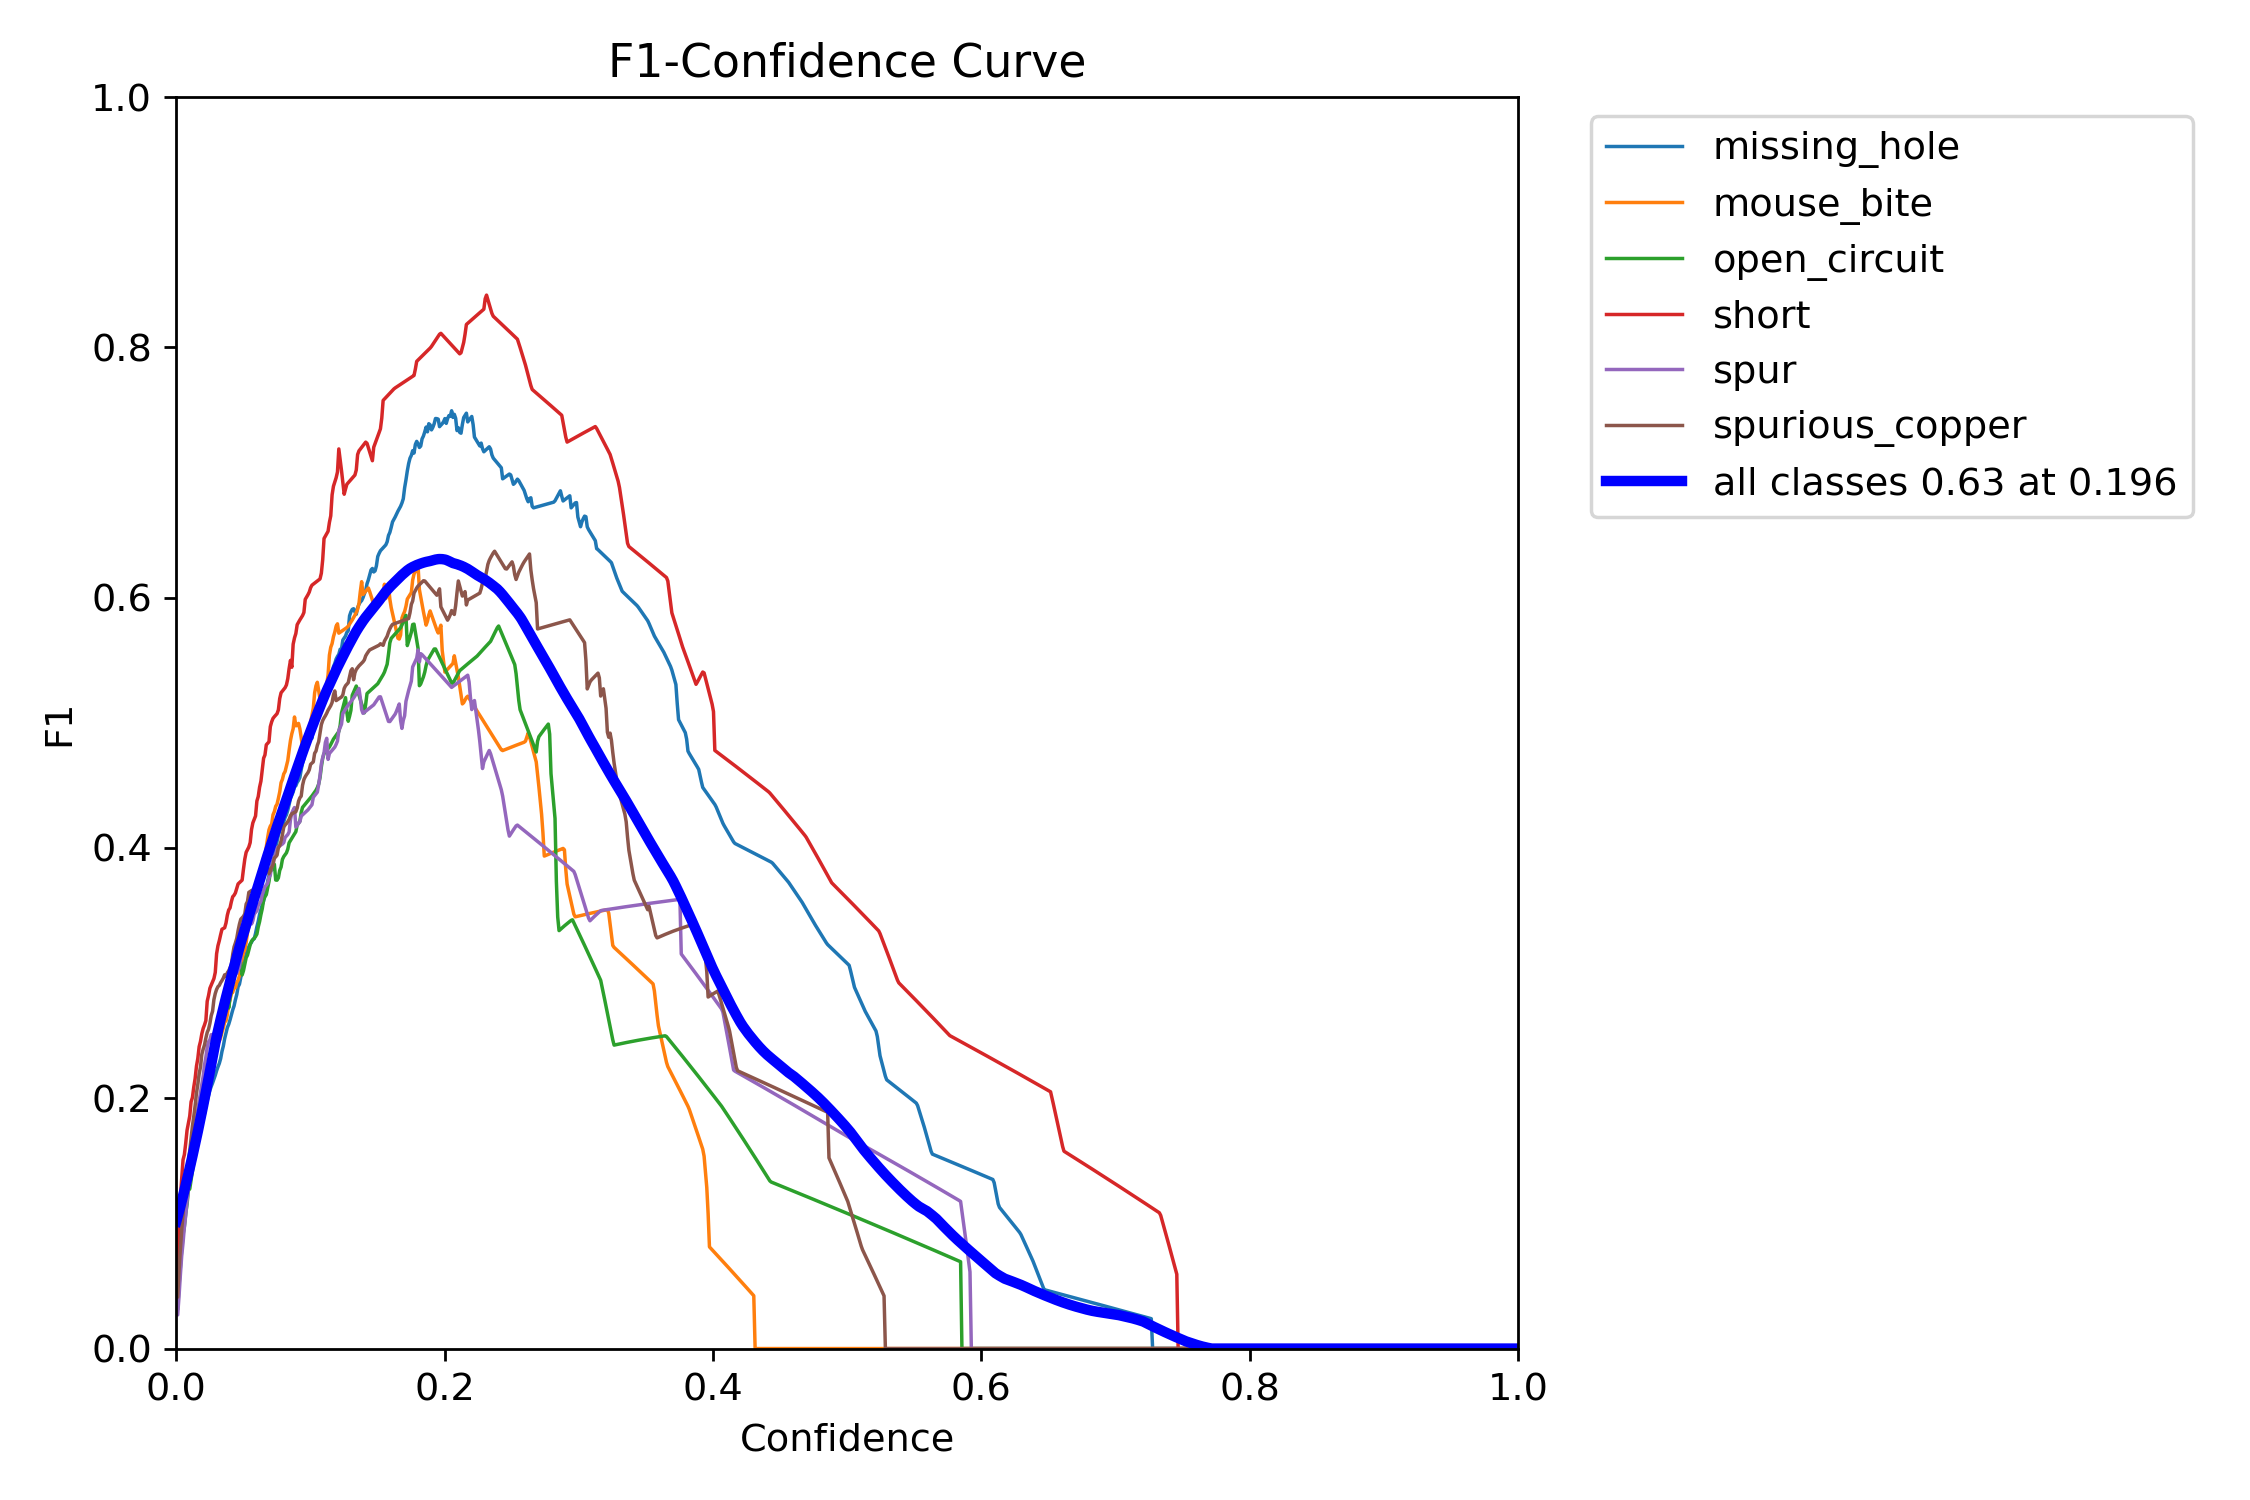 F1-Confidence Curve
1.0
0.8
0.6
0.4
0.2
0.0
F1
0.0 0.2 0.4 0.6 0.8 1.0
Confidence
missing_hole
mouse_bite
open_circuit
short
spur
spurious_copper
all classes 0.63 at 0.196